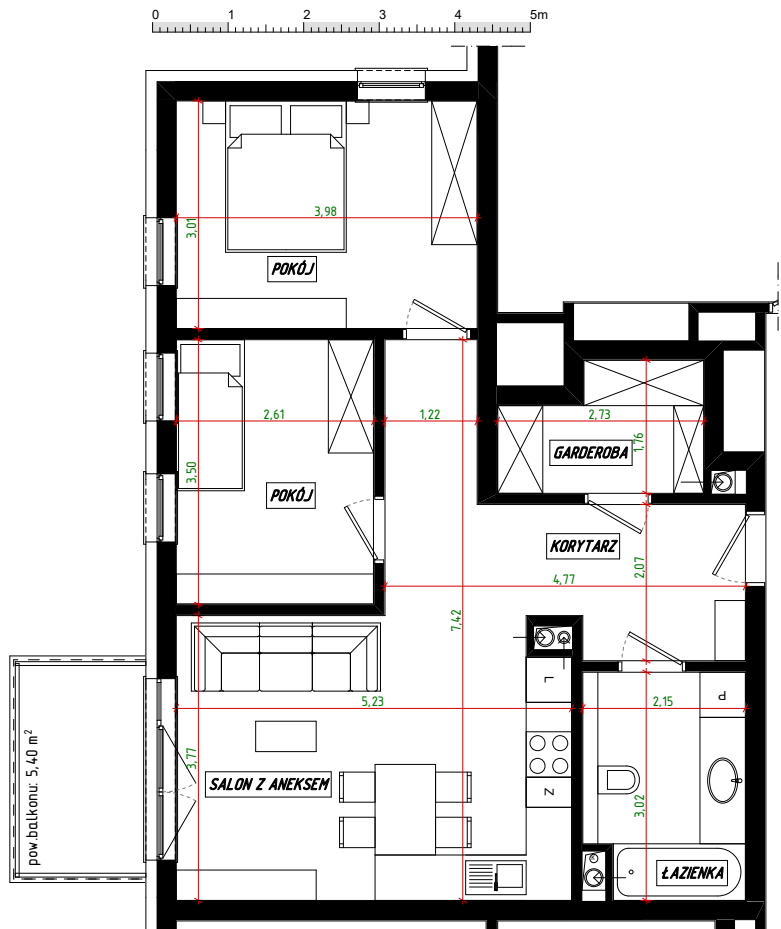 0 1 2 3 4 5m
3,98
3,01
POKÓJ
2,61
1,22
2,73
1,76
GARDEROBA
3,50
POKÓJ
KORYTARZ
2,07
4,77
7,42
L
5,23
2,15
P
3,77
SALON Z ANEKSEM
N
3,02
pow.balkonu: 5,40 m²
ŁAZIENKA